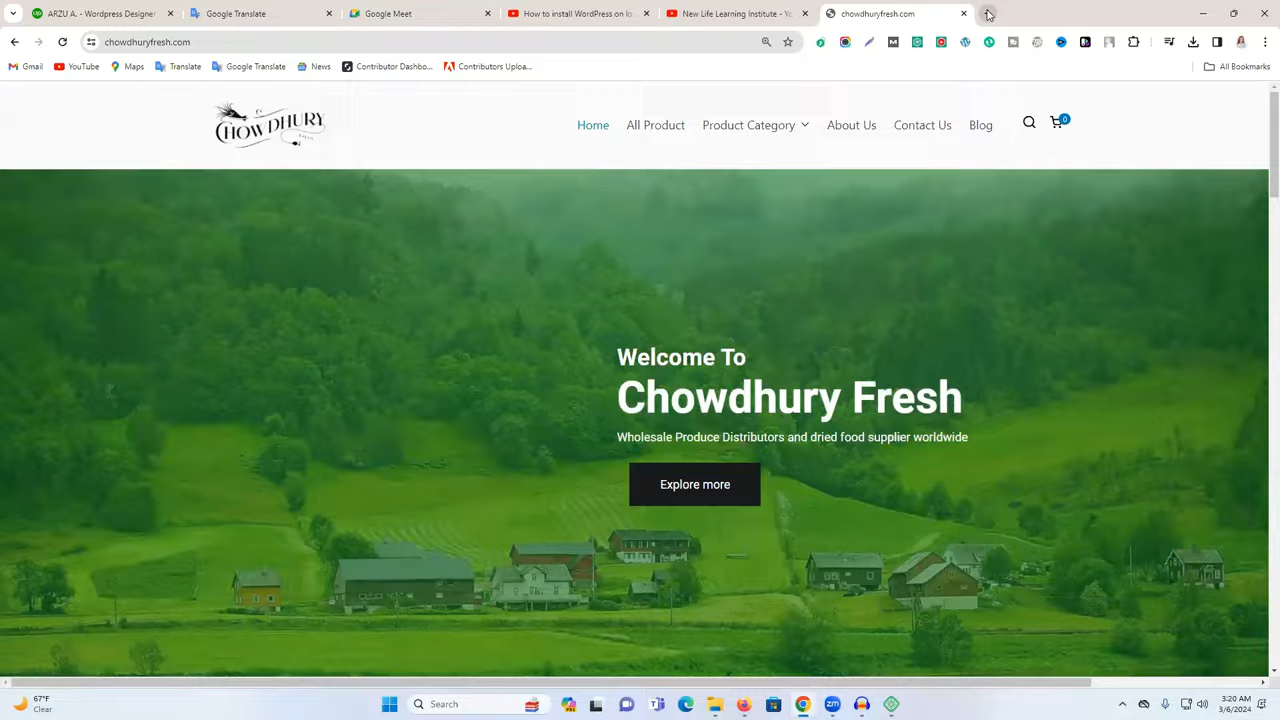 ARZU A. - Wordpress Designer
Google Translate
Google Meet
How to install WordPress on lo
New Life Learning Institute - Yo
chowdhuryfresh.com
chowdhuryfresh.com
Gmail
YouTube
Maps
Translate
Google Translate
News
Contributor Dashbo...
Contributors Uploa...
All Bookmarks
CHOWDHURY
Home
All Product
Product Category
About Us
Contact Us
Blog
0
Welcome To
Chowdhury Fresh
Wholesale Produce Distributors and dried food supplier worldwide
Explore more
67°F
Clear
Search
3:20 AM
3/6/2024